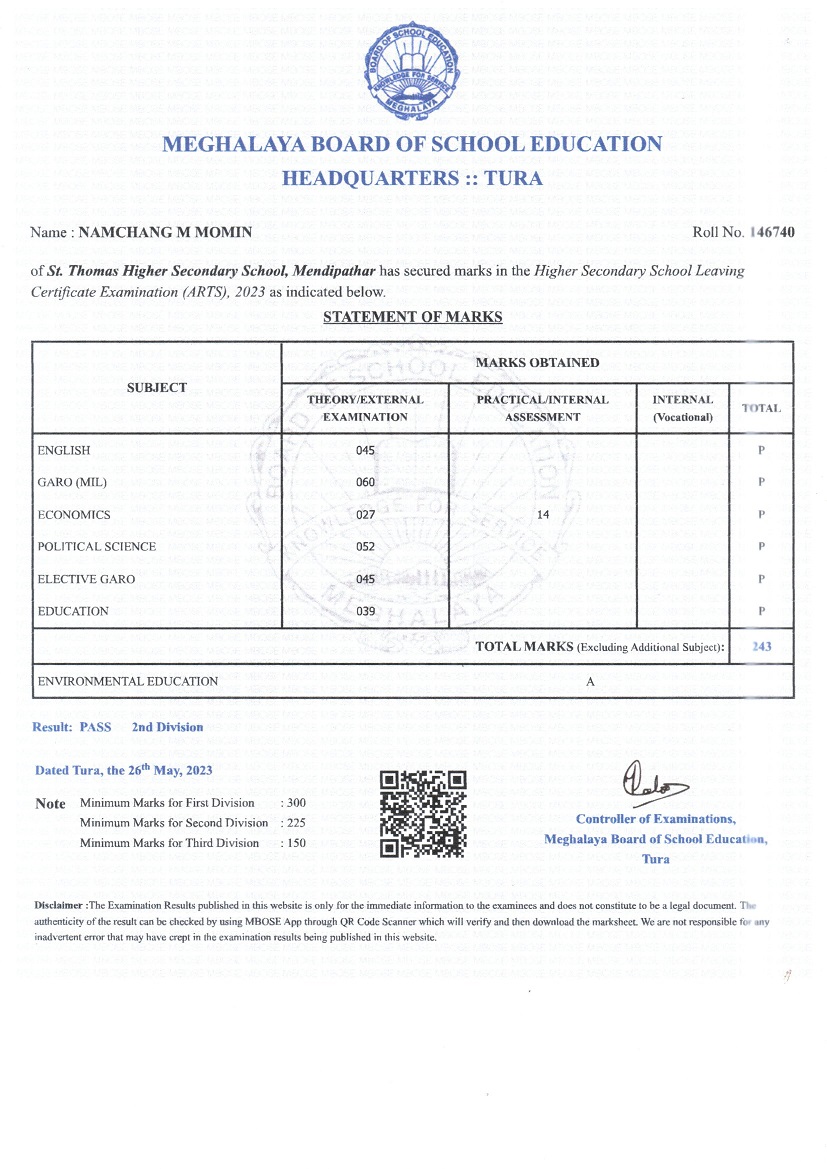 BOARD OF SCHOOL EDUCATION
KNOWLEDGE FOR SERVICE
MEGHALAYA
MEGHALAYA BOARD OF SCHOOL EDUCATION
HEADQUARTERS :: TURA
Name : NAMCHANG M MOMIN Roll No. 146740
of St. Thomas Higher Secondary School, Mendipathar has secured marks in the Higher Secondary School Leaving
Certificate Examination (ARTS), 2023 as indicated below.
STATEMENT OF MARKS
SUBJECT MARKS OBTAINED
THEORY/EXTERNAL EXAMINATION PRACTICAL/INTERNAL ASSESSMENT INTERNAL (Vocational) TOTAL
ENGLISH 045 P
GARO (MIL) 060 P
ECONOMICS 027 14 P
POLITICAL SCIENCE 052 P
ELECTIVE GARO 045 P
EDUCATION 039 P
TOTAL MARKS (Excluding Additional Subject): 243
ENVIRONMENTAL EDUCATION A
Result: PASS 2nd Division
Dated Tura, the 26th May, 2023
Note Minimum Marks for First Division : 300
Minimum Marks for Second Division : 225
Minimum Marks for Third Division : 150
Controller of Examinations,
Meghalaya Board of School Education,
Tura
Disclaimer :The Examination Results published in this website is only for the immediate information to the examinees and does not constitute to be a legal document. The
authenticity of the result can be checked by using MBOSE App through QR Code Scanner which will verify and then download the marksheet. We are not responsible for any
inadvertent error that may have crept in the examination results being published in this website.